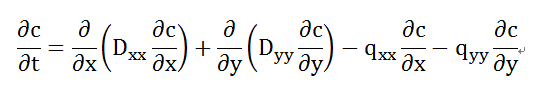 ∂c/∂t = ∂/∂x (Dxx ∂c/∂x) + ∂/∂y (Dyy ∂c/∂y) − qxx ∂c/∂x − qyy ∂c/∂y